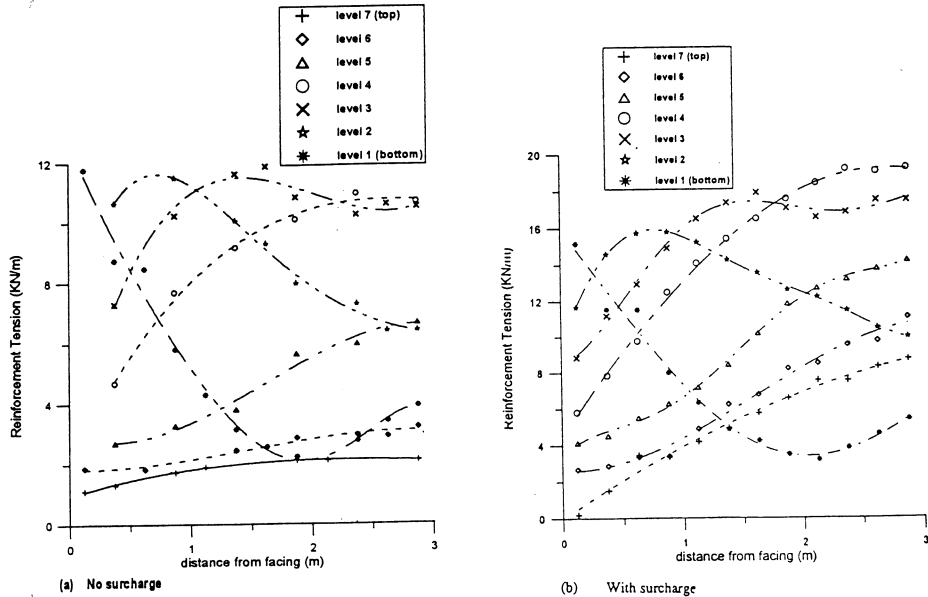 level 7 (top)
level 6
level 5
level 4
level 3
level 2
level 1 (bottom)
12
8
4
0
Reinforcement Tension (KN/m)
0
1
2
3
distance from facing (m)
(a) No surcharge
level 7 (top)
level 6
level 5
level 4
level 3
level 2
level 1 (bottom)
20
16
12
8
4
0
Reinforcement Tension (KN/m)
0
1
2
3
distance from facing (m)
(b) With surcharge